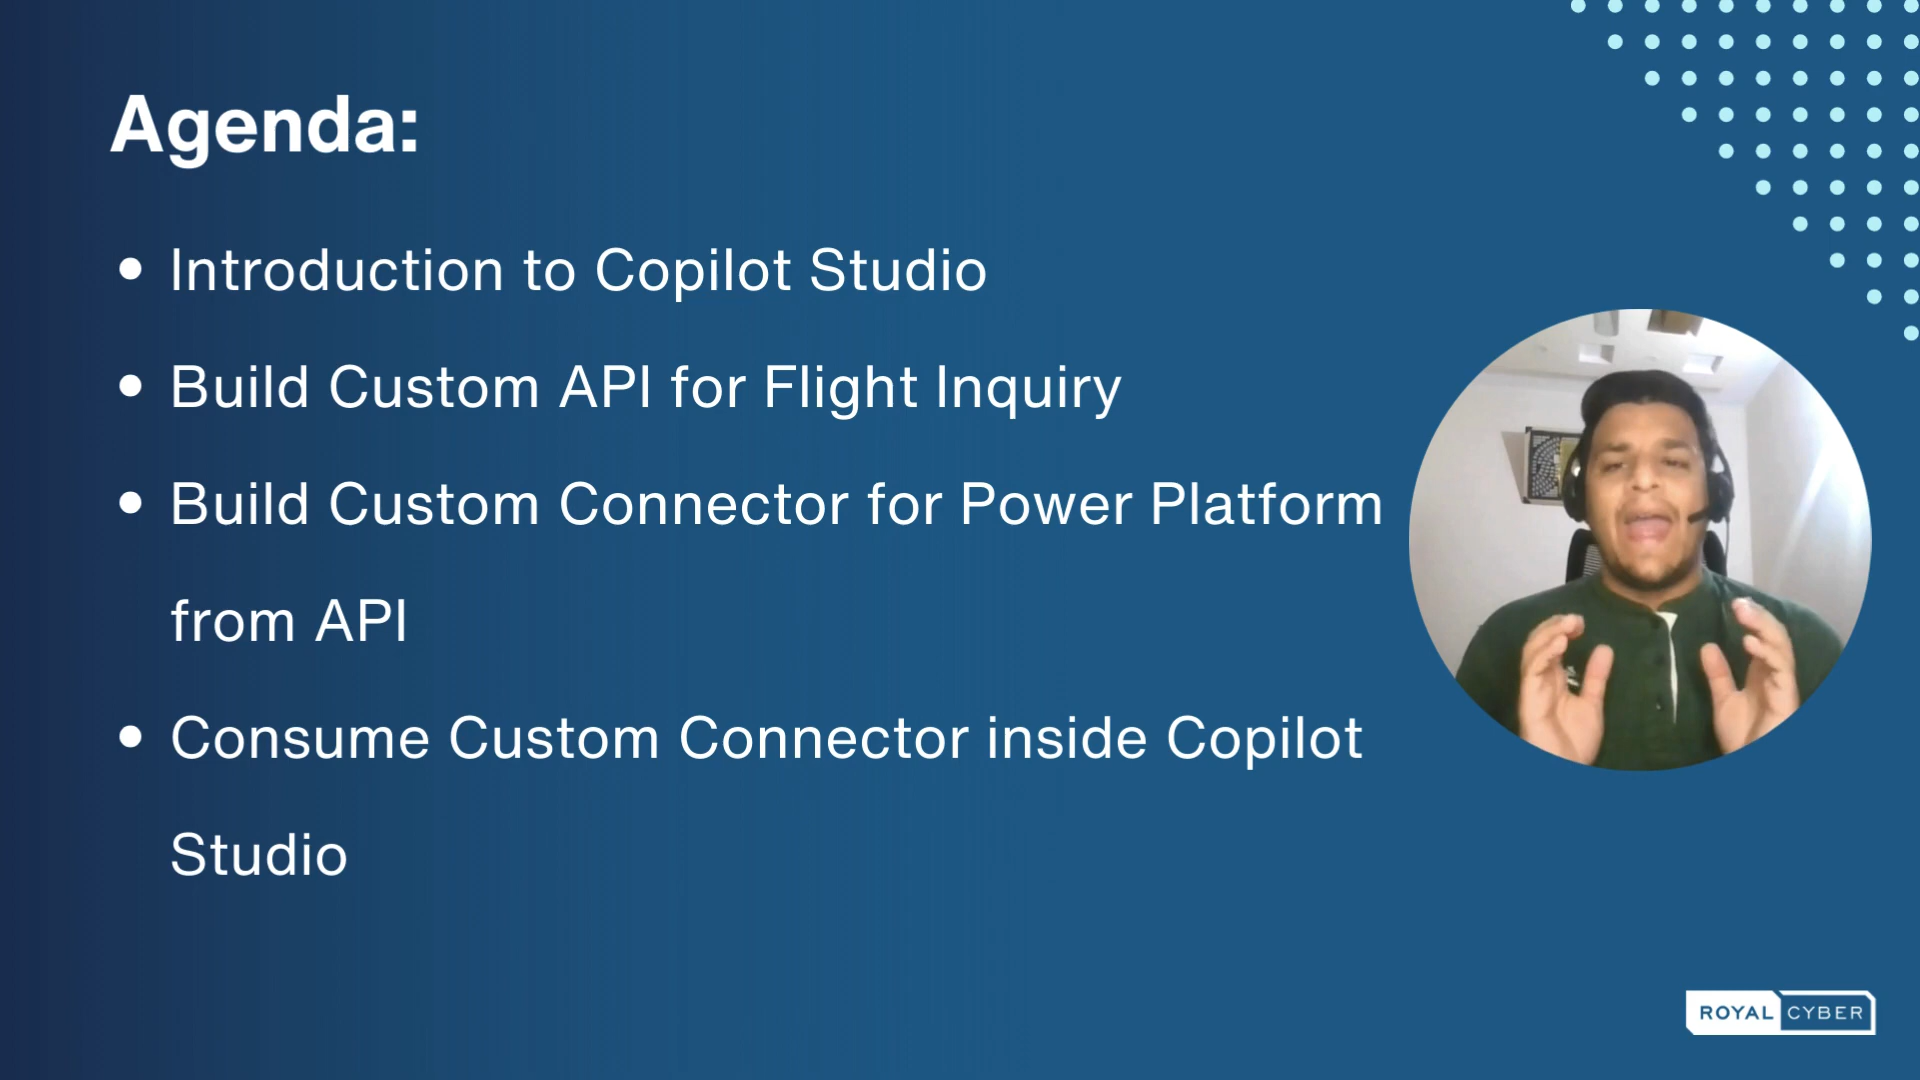 Agenda:
• Introduction to Copilot Studio
• Build Custom API for Flight Inquiry
• Build Custom Connector for Power Platform
from API
• Consume Custom Connector inside Copilot
Studio
ROYAL CYBER